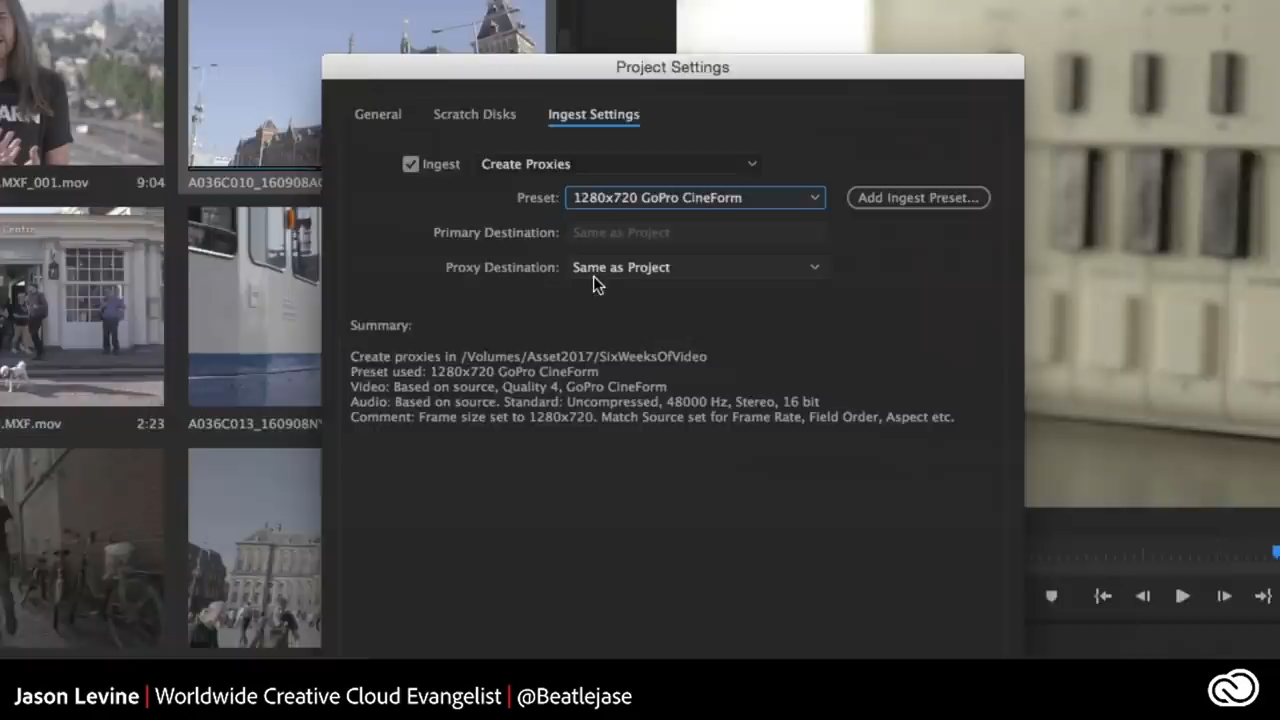 Project Settings
General Scratch Disks Ingest Settings
Ingest Create Proxies
Preset: 1280x720 GoPro CineForm Add Ingest Preset...
Primary Destination: Same as Project
Proxy Destination: Same as Project
Summary:
Create proxies in /Volumes/Asset2017/SixWeeksOfVideo
Preset used: 1280x720 GoPro CineForm
Video: Based on source, Quality 4, GoPro CineForm
Audio: Based on source. Standard: Uncompressed, 48000 Hz, Stereo, 16 bit
Comment: Frame size set to 1280x720. Match Source set for Frame Rate, Field Order, Aspect etc.
.MXF_001.mov 9:04 A036C010_160908A
.MXF.mov 2:23 A036C013_160908N
Jason Levine | Worldwide Creative Cloud Evangelist | @Beatlejase